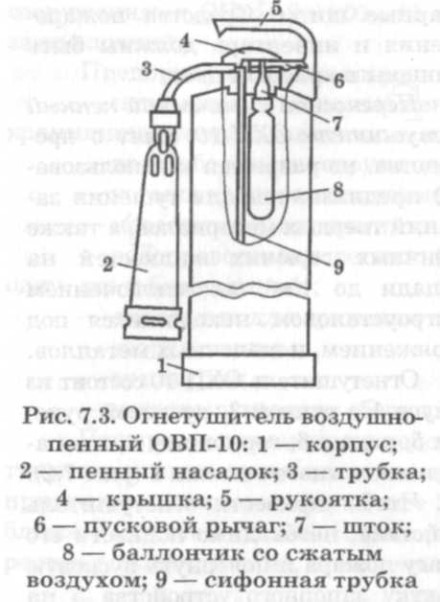 5
4
3
6
7
8
2
9
1
Рис. 7.3. Огнетушитель воздушно-
пенный ОВП-10: 1 — корпус;
2 — пенный насадок; 3 — трубка;
4 — крышка; 5 — рукоятка;
6 — пусковой рычаг; 7 — шток;
8 — баллончик со сжатым
воздухом; 9 — сифонная трубка